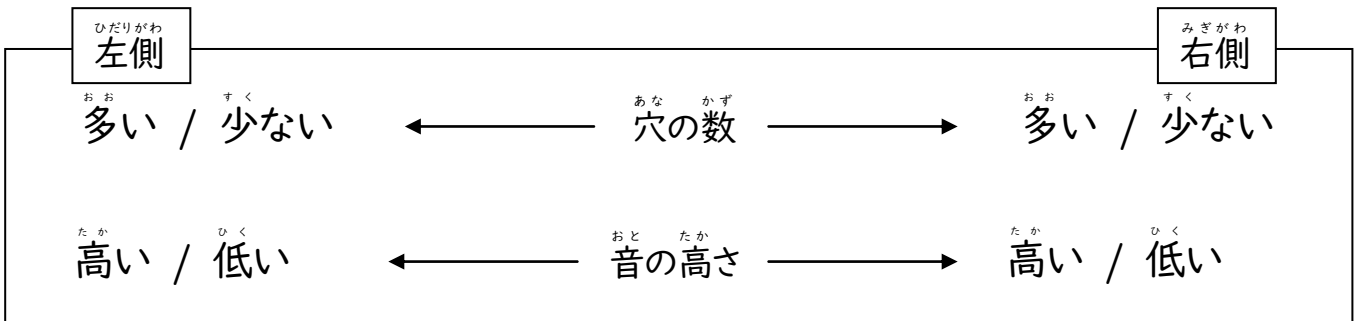 ひだりがわ みぎがわ
左側 右側
おお すく あな かず おお すく
多い / 少ない 穴の数 多い / 少ない
たか ひく おと たか たか ひく
高い / 低い 音の高さ 高い / 低い